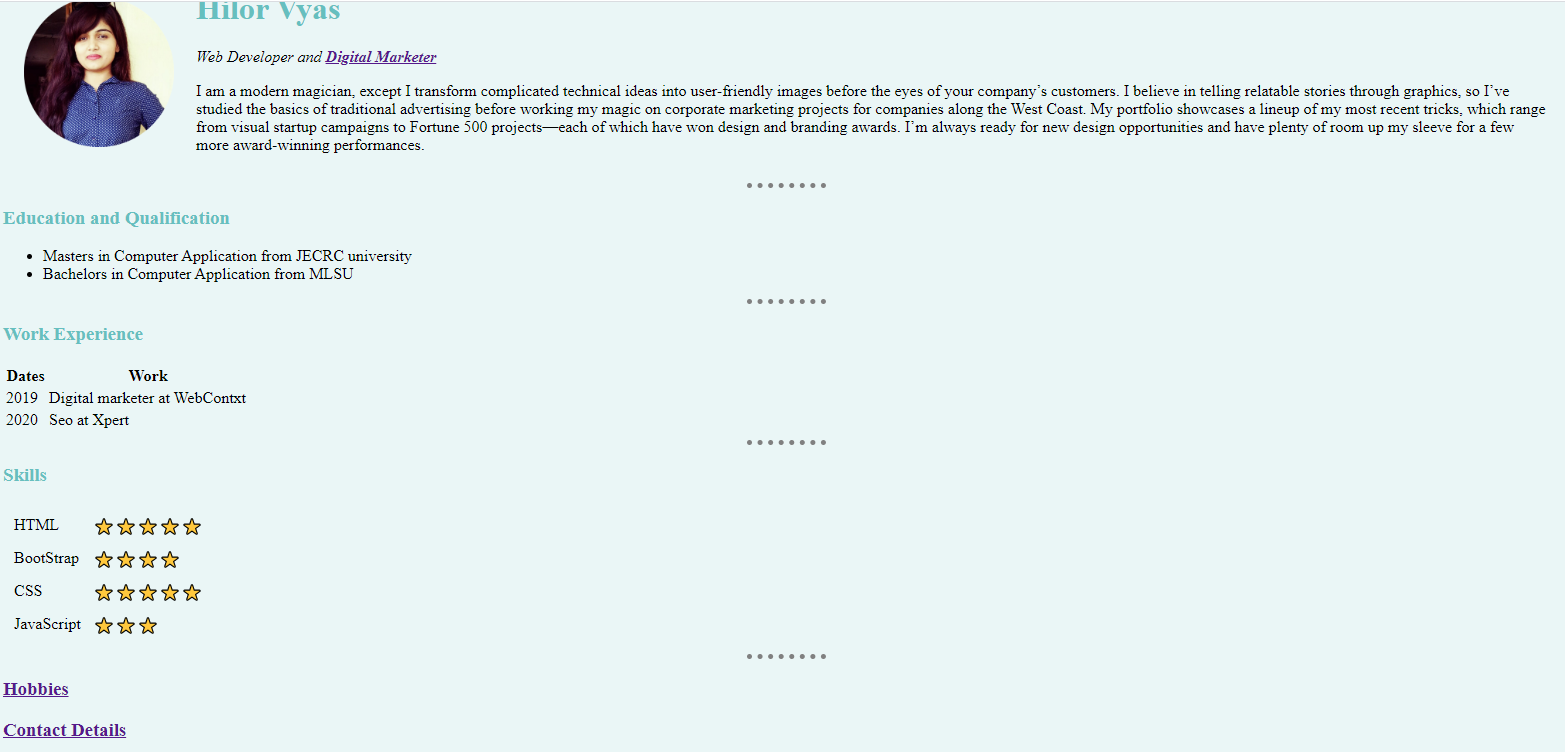 Hilor Vyas
Web Developer and Digital Marketer
I am a modern magician, except I transform complicated technical ideas into user-friendly images before the eyes of your company’s customers. I believe in telling relatable stories through graphics, so I’ve
studied the basics of traditional advertising before working my magic on corporate marketing projects for companies along the West Coast. My portfolio showcases a lineup of my most recent tricks, which range
from visual startup campaigns to Fortune 500 projects—each of which have won design and branding awards. I’m always ready for new design opportunities and have plenty of room up my sleeve for a few
more award-winning performances.
Education and Qualification
Masters in Computer Application from JECRC university
Bachelors in Computer Application from MLSU
Work Experience
Dates Work
2019 Digital marketer at WebContxt
2020 Seo at Xpert
Skills
HTML
BootStrap
CSS
JavaScript
Hobbies
Contact Details